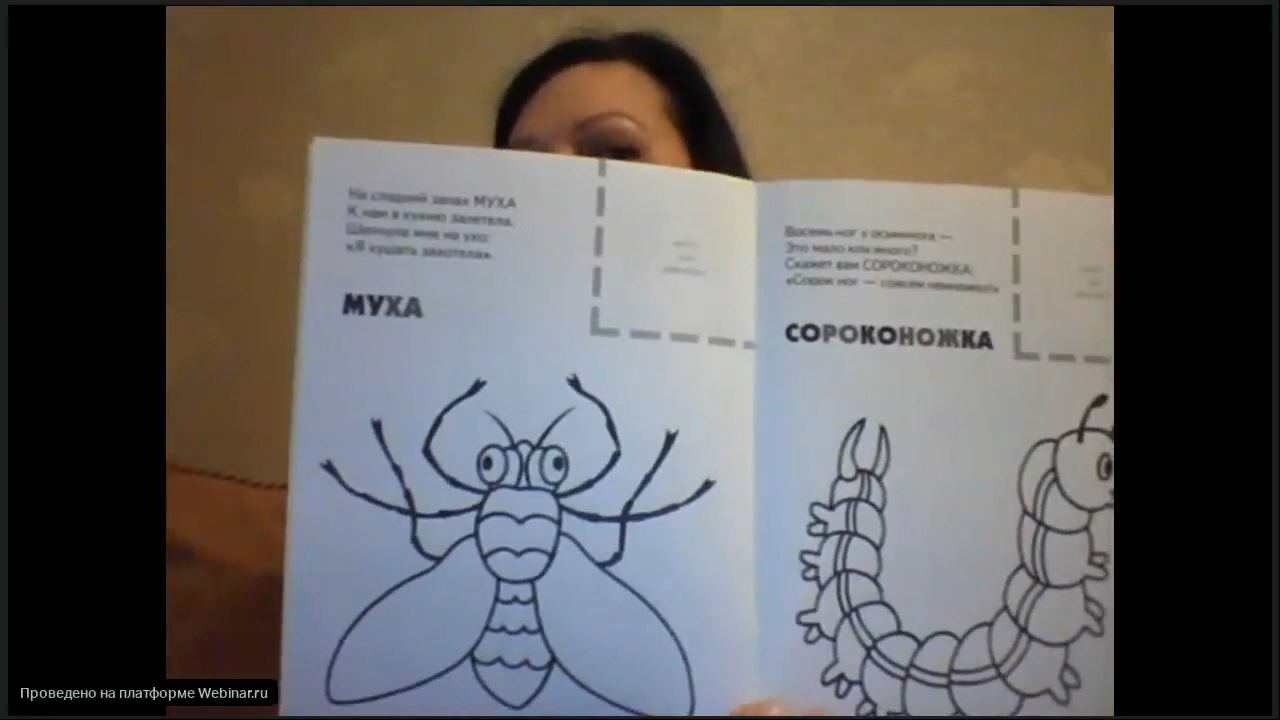 На сладкий запах МУХА
К нам в кухню залетела,
Шепнула мне на ухо:
«Я кушать захотела».
МУХА
Восемь ног у осьминога —
Это мало или много?
Скажет вам СОРОКОНОЖКА:
«Сорок ног — совсем немножко!»
СОРОКОНОЖКА
Проведено на платформе Webinar.ru